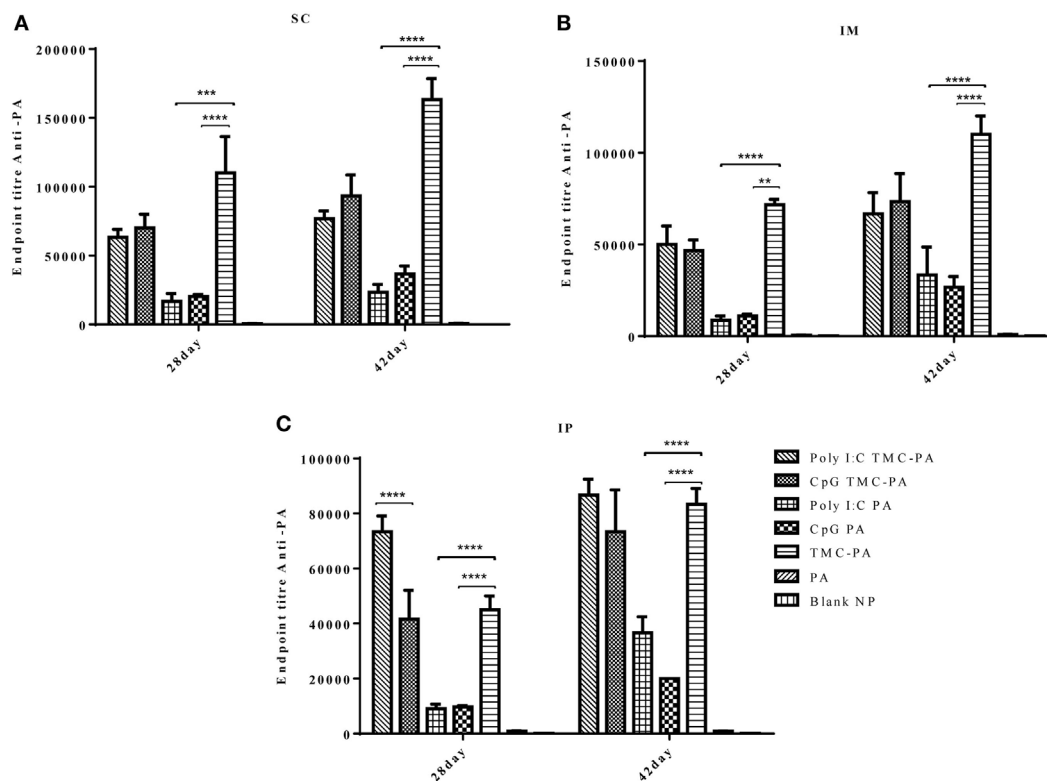 A
SC
Endpoint titre Anti -PA
200000
150000
100000
50000
0
***
****
****
****
28day
42day
B
IM
Endpoint titre Anti -PA
150000
100000
50000
0
****
**
****
****
28day
42day
C
IP
Endpoint titre Anti -PA
100000
80000
60000
40000
20000
0
****
****
****
****
****
28day
42day
Poly I:C TMC-PA
CpG TMC-PA
Poly I:C PA
CpG PA
TMC-PA
PA
Blank NP